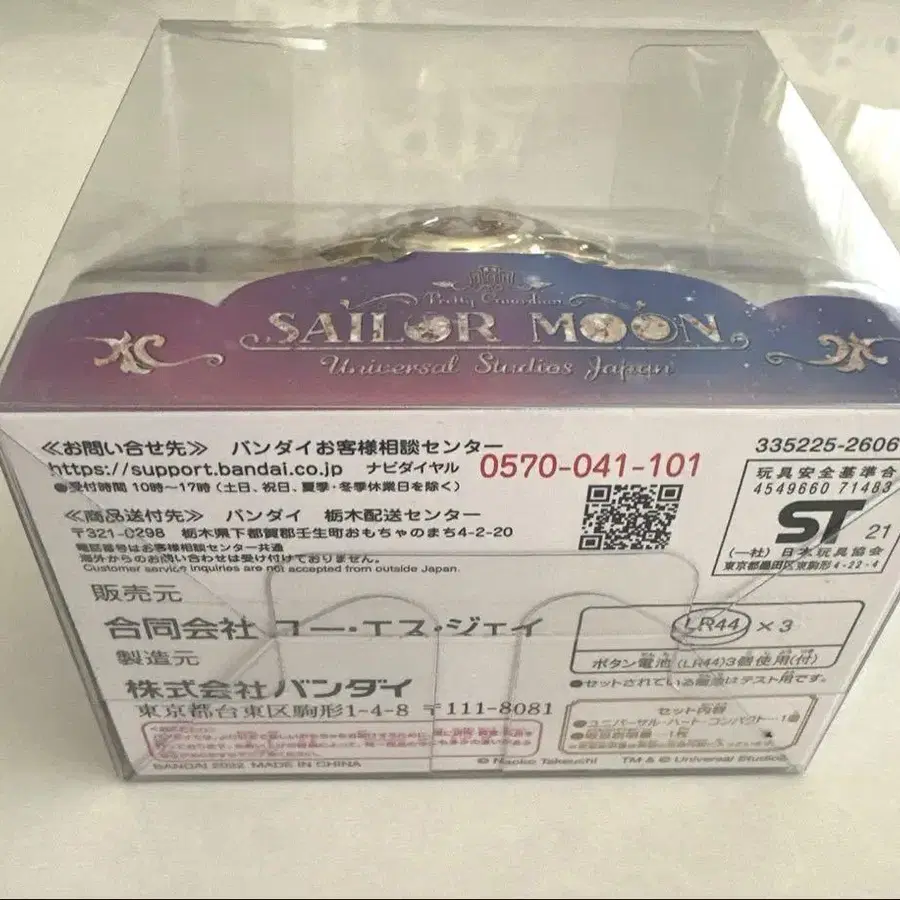 Pretty Guardian
SAILOR MOON
Universal Studios Japan
≪お問い合せ先≫ バンダイお客様相談センター
https://support.bandai.co.jp ナビダイヤル 0570-041-101
●受付時間 10時〜17時(土日、祝日、夏季・冬季休業日を除く)
≪商品送付先≫ バンダイ 栃木配送センター
〒321-0298 栃木県下都賀郡壬生町おもちゃのまち4-2-20
電話番号はお客様相談センター共通
海外からのお問い合わせは受け付けておりません。
Customer service inquiries are not accepted from outside Japan.
335225-2606
玩具安全基準合
4549660 71483
ST 21
(一社) 日本玩具協会
東京都墨田区東駒形4-22-4
販売元
合同会社 ユー・エス・ジェイ
製造元
株式会社バンダイ
東京都台東区駒形1-4-8 〒111-8081
LR44 × 3
ボタン電池(LR44)3個使用(付)
●セットされている電池はテスト用です。
セット内容
●ユニバーサル・ハート・コンパクト…1個
●取扱説明書…1枚
BANDAI 2022 MADE IN CHINA
© Naoko Takeuchi TM & © Universal Studios